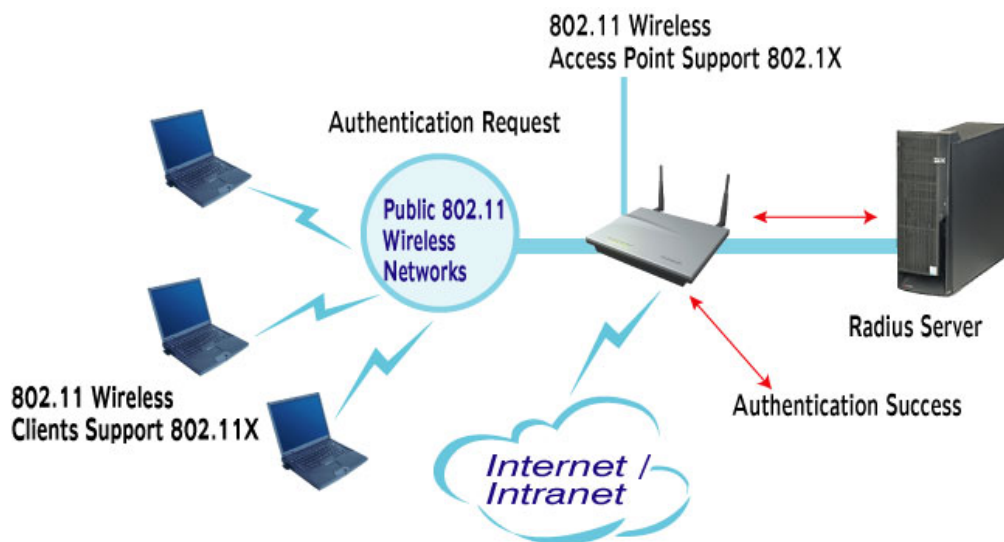 802.11 Wireless
Access Point Support 802.1X
Authentication Request
Public 802.11
Wireless
Networks
Radius Server
802.11 Wireless
Clients Support 802.11X
Authentication Success
Internet /
Intranet